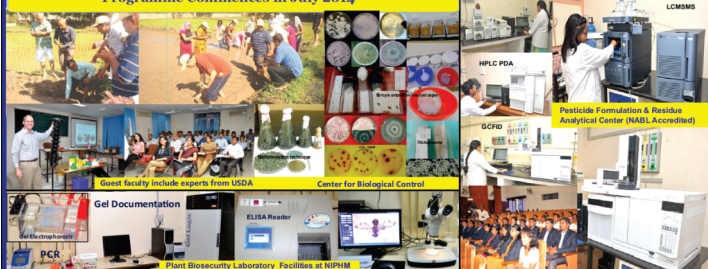 Programme Commences in July 2014
LCMSMS
HPLC PDA
Pesticide Formulation & Residue
Analytical Center (NABL Accredited)
GCFID
Guest faculty include experts from USDA
Center for Biological Control
Gel Documentation
Gel Electrophoresis
Gel Logic
ELISA Reader
PCR
Plant Biosecurity Laboratory Facilities at NIPHM